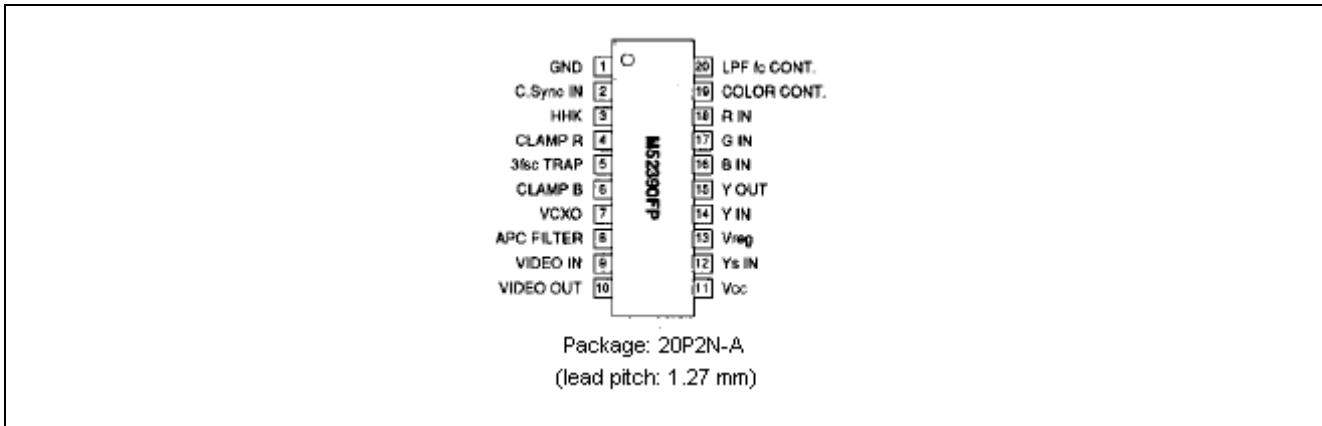 GND 1
C.Sync IN 2
HHK 3
CLAMP R 4
3fsc TRAP 5
CLAMP B 6
VCXO 7
APC FILTER 8
VIDEO IN 9
VIDEO OUT 10
M52390FP
20 LPF fc CONT.
19 COLOR CONT.
18 R IN
17 G IN
16 B IN
15 Y OUT
14 Y IN
13 Vreg
12 Ys IN
11 Vcc
Package: 20P2N-A
(lead pitch: 1.27 mm)